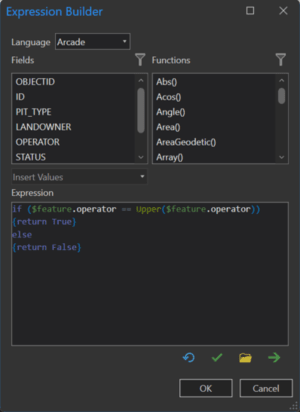 Expression Builder
Language Arcade
Fields Functions
OBJECTID
ID
PIT_TYPE
LANDOWNER
OPERATOR
STATUS
Abs()
Acos()
Angle()
Area()
AreaGeodetic()
Array()
Insert Values
Expression
if ($feature.operator == Upper($feature.operator))
{return True}
else
{return False}
OK Cancel